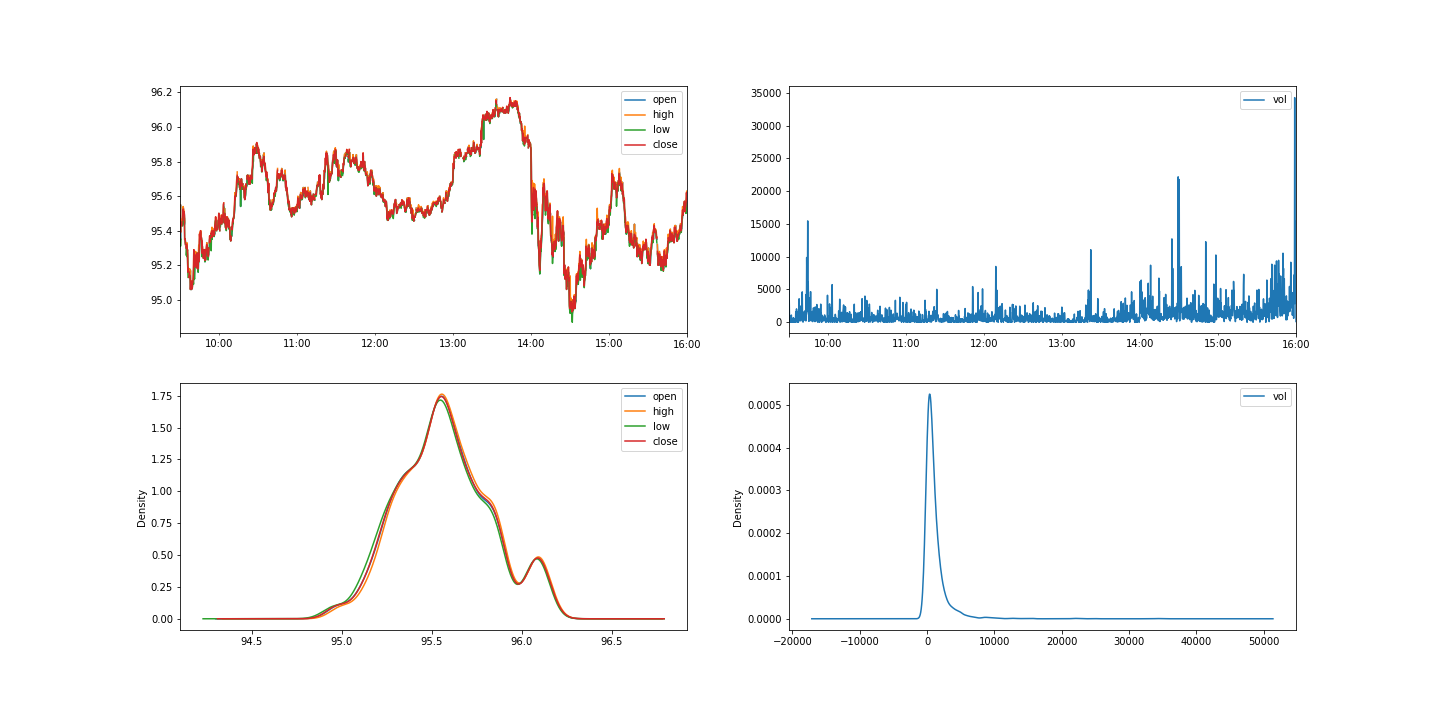 96.2
96.0
95.8
95.6
95.4
95.2
95.0
10:00 11:00 12:00 13:00 14:00 15:00 16:00
open
high
low
close
35000
30000
25000
20000
15000
10000
5000
0
10:00 11:00 12:00 13:00 14:00 15:00 16:00
vol
Density
1.75
1.50
1.25
1.00
0.75
0.50
0.25
0.00
94.5 95.0 95.5 96.0 96.5
open
high
low
close
Density
0.0005
0.0004
0.0003
0.0002
0.0001
0.0000
−20000 −10000 0 10000 20000 30000 40000 50000
vol